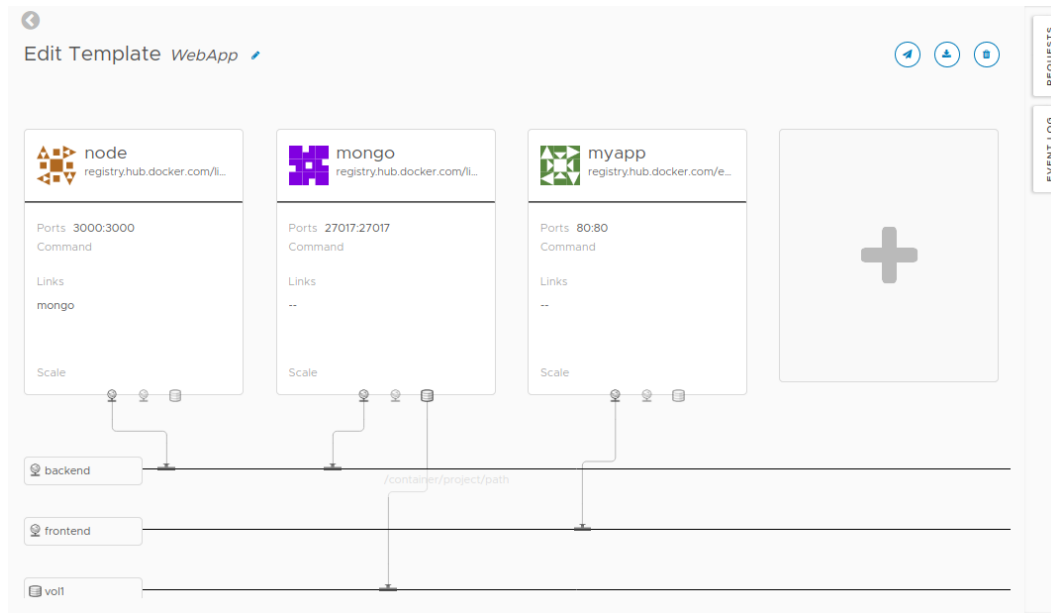 Edit Template WebApp
REQUESTS
EVENT LOG
node
registry.hub.docker.com/li...
Ports 3000:3000
Command
Links
mongo
Scale
mongo
registry.hub.docker.com/li...
Ports 27017:27017
Command
Links
--
Scale
myapp
registry.hub.docker.com/e...
Ports 80:80
Command
Links
--
Scale
backend
/container/project/path
frontend
vol1